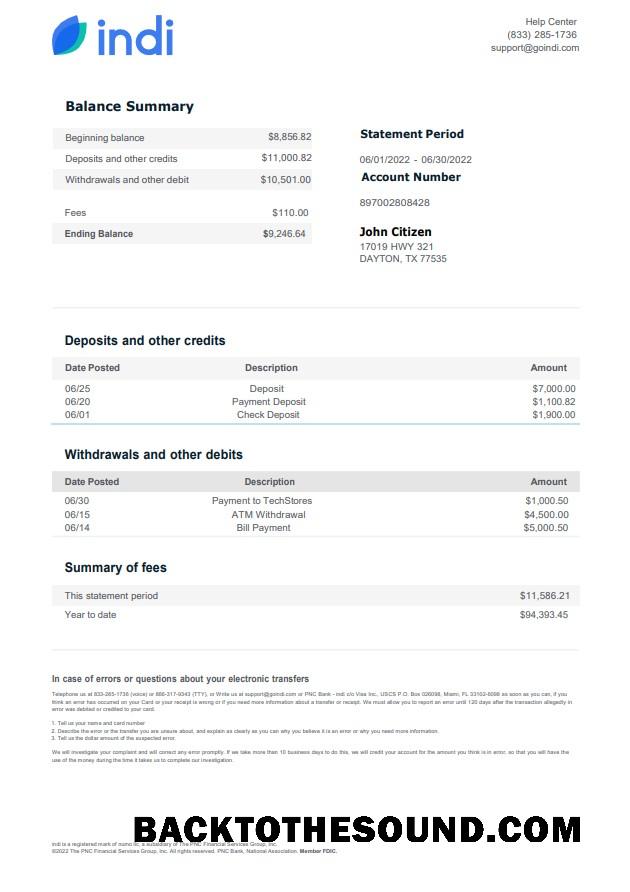 indi
Help Center
(833) 285-1736
support@goindi.com
Balance Summary
Beginning balance $8,856.82
Deposits and other credits $11,000.82
Withdrawals and other debit $10,501.00
Fees $110.00
Ending Balance $9,246.64
Statement Period
06/01/2022 - 06/30/2022
Account Number
897002808428
John Citizen
17019 HWY 321
DAYTON, TX 77535
Deposits and other credits
Date Posted Description Amount
06/25 Deposit $7,000.00
06/20 Payment Deposit $1,100.82
06/01 Check Deposit $1,900.00
Withdrawals and other debits
Date Posted Description Amount
06/30 Payment to TechStores $1,000.50
06/15 ATM Withdrawal $4,500.00
06/14 Bill Payment $5,000.50
Summary of fees
This statement period $11,586.21
Year to date $94,393.45
In case of errors or questions about your electronic transfers
Telephone us at 833-285-1736 (voice) or 866-317-9343 (TTY), or Write us at support@goindi.com or PNC Bank - indi c/o Visa Inc., USCS P.O. Box 026098, Miami, FL 33102-6098 as soon as you can, if you
think an error has occurred on your Card or your receipt is wrong or if you need more information about a transfer or receipt. We must allow you to report an error until 120 days after the transaction allegedly in
error was debited or credited to your card.
1. Tell us your name and card number
2. Describe the error or the transfer you are unsure about, and explain as clearly as you can why you believe it is an error or why you need more information.
3. Tell us the dollar amount of the suspected error.
We will investigate your complaint and will correct any error promptly. If we take more than 10 business days to do this, we will credit your account for the amount you think is in error, so that you will have the
use of the money during the time it takes us to complete our investigation.
BACKTOTHESOUND.COM
indi is a registered mark of numo llc, a subsidiary of The PNC Financial Services Group, Inc.
©2022 The PNC Financial Services Group, Inc. All rights reserved. PNC Bank, National Association. Member FDIC.